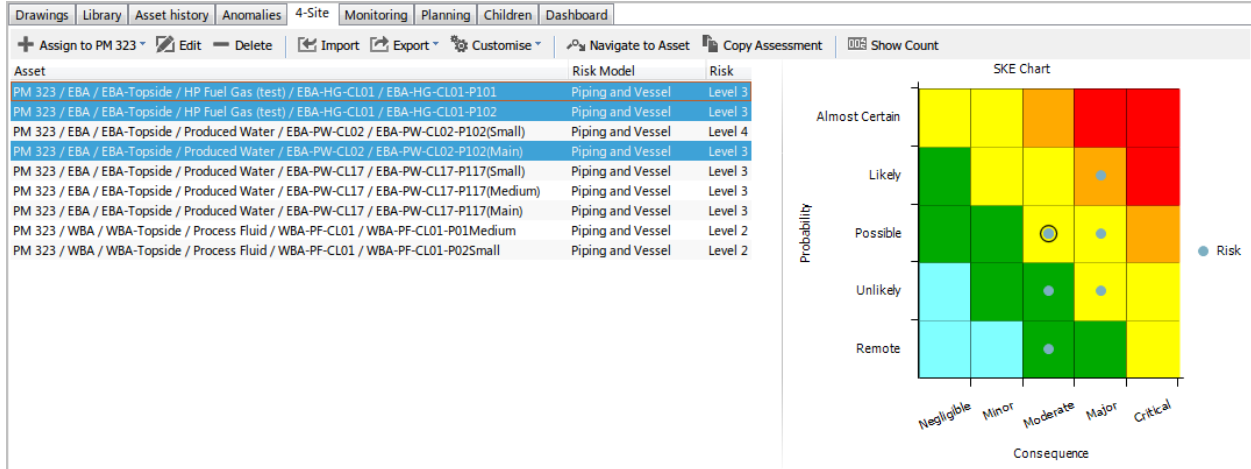 Drawings Library Asset history Anomalies 4-Site Monitoring Planning Children Dashboard
Assign to PM 323 Edit Delete Import Export Customise Navigate to Asset Copy Assessment Show Count
Asset Risk Model Risk
PM 323 / EBA / EBA-Topside / HP Fuel Gas (test) / EBA-HG-CL01 / EBA-HG-CL01-P101 Piping and Vessel Level 3
PM 323 / EBA / EBA-Topside / HP Fuel Gas (test) / EBA-HG-CL01 / EBA-HG-CL01-P102 Piping and Vessel Level 3
PM 323 / EBA / EBA-Topside / Produced Water / EBA-PW-CL02 / EBA-PW-CL02-P102(Small) Piping and Vessel Level 4
PM 323 / EBA / EBA-Topside / Produced Water / EBA-PW-CL02 / EBA-PW-CL02-P102(Main) Piping and Vessel Level 3
PM 323 / EBA / EBA-Topside / Produced Water / EBA-PW-CL17 / EBA-PW-CL17-P117(Small) Piping and Vessel Level 3
PM 323 / EBA / EBA-Topside / Produced Water / EBA-PW-CL17 / EBA-PW-CL17-P117(Medium) Piping and Vessel Level 3
PM 323 / EBA / EBA-Topside / Produced Water / EBA-PW-CL17 / EBA-PW-CL17-P117(Main) Piping and Vessel Level 3
PM 323 / WBA / WBA-Topside / Process Fluid / WBA-PF-CL01 / WBA-PF-CL01-P01Medium Piping and Vessel Level 2
PM 323 / WBA / WBA-Topside / Process Fluid / WBA-PF-CL01 / WBA-PF-CL01-P02Small Piping and Vessel Level 2
SKE Chart
Almost Certain
Likely
Possible
Unlikely
Remote
Probability
Negligible Minor Moderate Major Critical
Consequence
Risk